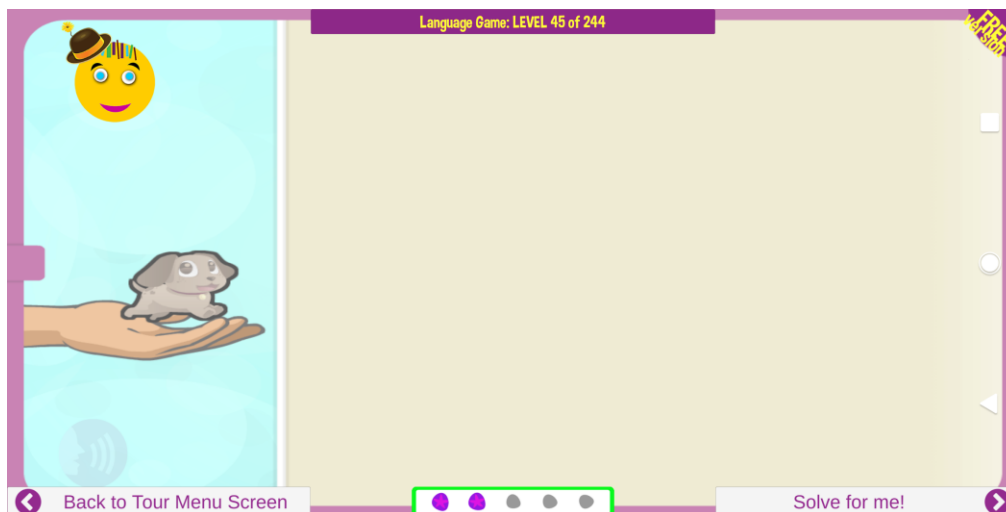 Language Game: LEVEL 45 of 244
FREE
version
Back to Tour Menu Screen
Solve for me!